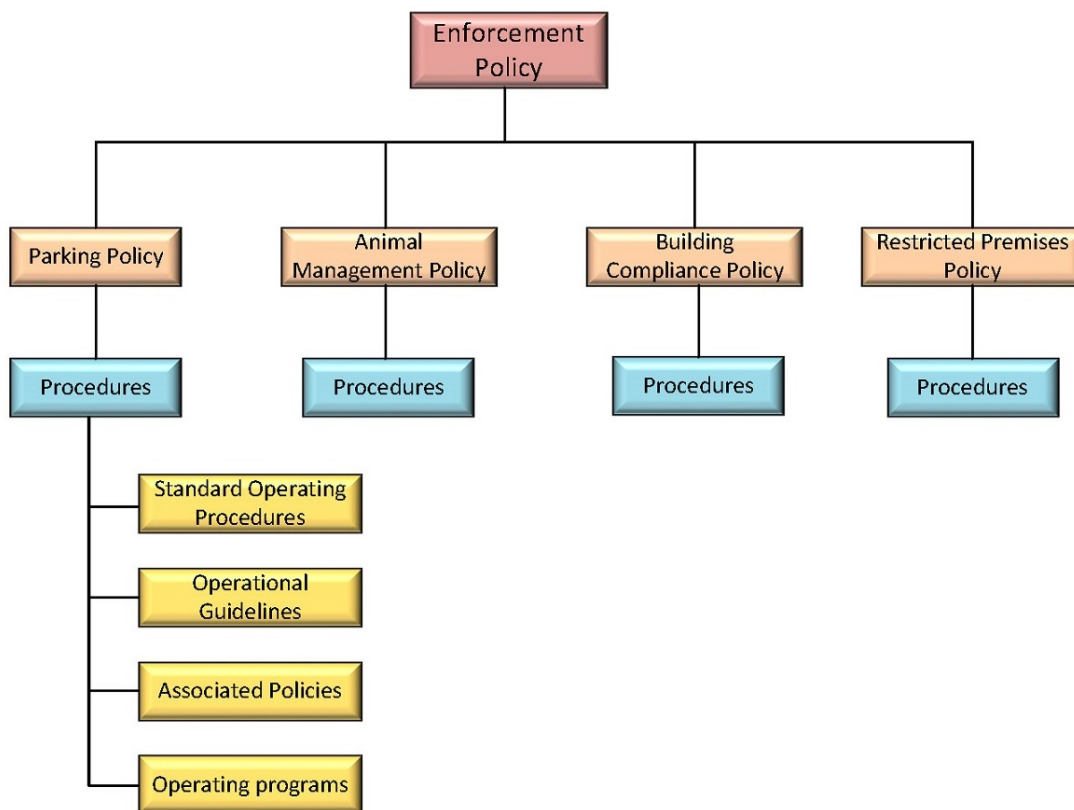 Enforcement
Policy
Parking Policy
Animal
Management Policy
Building
Compliance Policy
Restricted Premises
Policy
Procedures
Procedures
Procedures
Procedures
Standard Operating
Procedures
Operational
Guidelines
Associated Policies
Operating programs